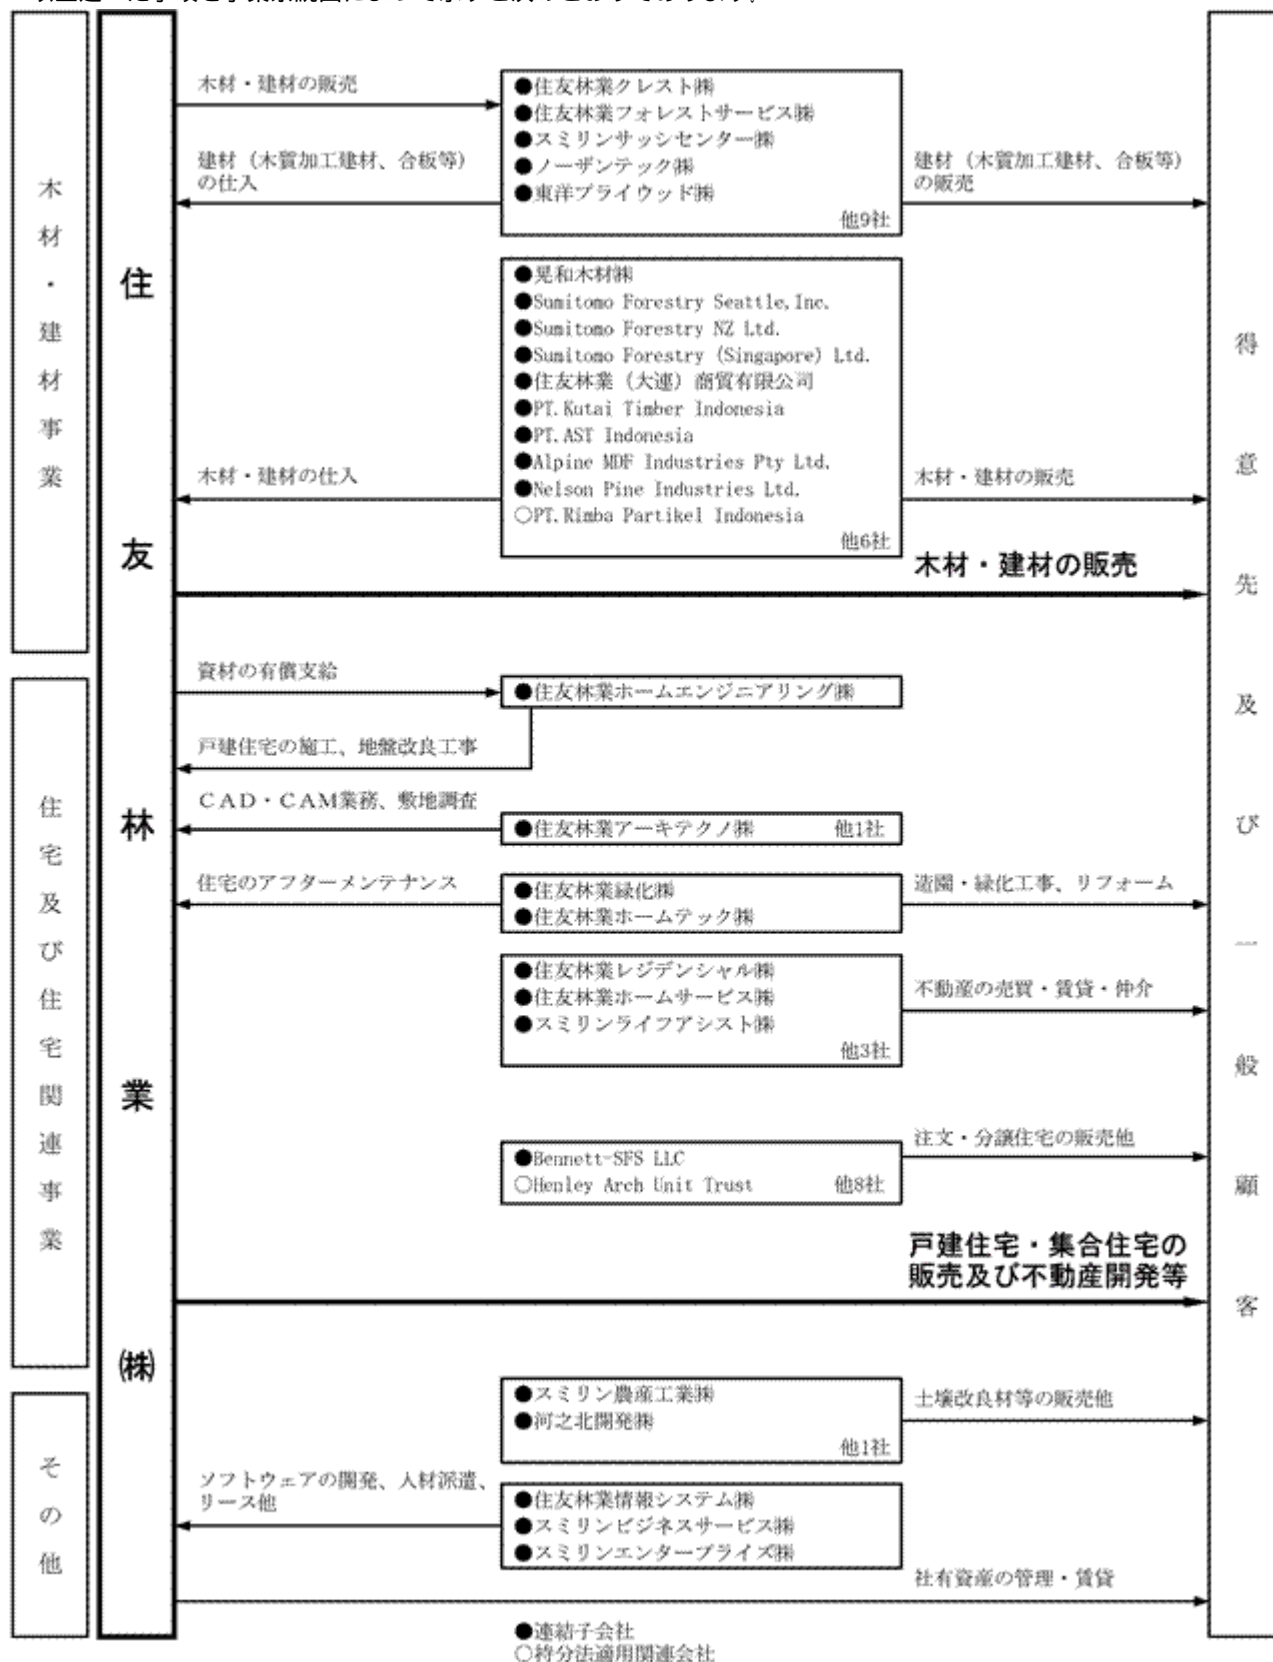 木材・建材事業
住宅及び住宅関連事業
その他
住友林業㈱
木材・建材の販売
建材（木質加工建材、合板等）
の仕入
●住友林業クレスト㈱
●住友林業フォレストサービス㈱
●スミリンサッシセンター㈱
●ノーザンテック㈱
●東洋プライウッド㈱
他9社
建材（木質加工建材、合板等）
の販売
●晃和木材㈱
●Sumitomo Forestry Seattle,Inc.
●Sumitomo Forestry NZ Ltd.
●Sumitomo Forestry (Singapore) Ltd.
●住友林業（大連）商貿有限公司
●PT.Kutai Timber Indonesia
●PT.AST Indonesia
●Alpine MDF Industries Pty Ltd.
●Nelson Pine Industries Ltd.
○PT.Rimba Partikel Indonesia
他6社
木材・建材の仕入
木材・建材の販売
木材・建材の販売
資材の有償支給
●住友林業ホームエンジニアリング㈱
戸建住宅の施工、地盤改良工事
ＣＡＤ・ＣＡＭ業務、敷地調査
●住友林業アーキテクノ㈱　他1社
住宅のアフターメンテナンス
●住友林業緑化㈱
●住友林業ホームテック㈱
造園・緑化工事、リフォーム
●住友林業レジデンシャル㈱
●住友林業ホームサービス㈱
●スミリンライフアシスト㈱
他3社
不動産の売買・賃貸・仲介
●Bennett-SFS LLC
○Henley Arch Unit Trust　他8社
注文・分譲住宅の販売他
戸建住宅・集合住宅の
販売及び不動産開発等
●スミリン農産工業㈱
●河之北開発㈱
他1社
土壌改良材等の販売他
ソフトウェアの開発、人材派遣、
リース他
●住友林業情報システム㈱
●スミリンビジネスサービス㈱
●スミリンエンタープライズ㈱
社有資産の管理・賃貸
●連結子会社
○持分法適用関連会社
得意先及び一般顧客